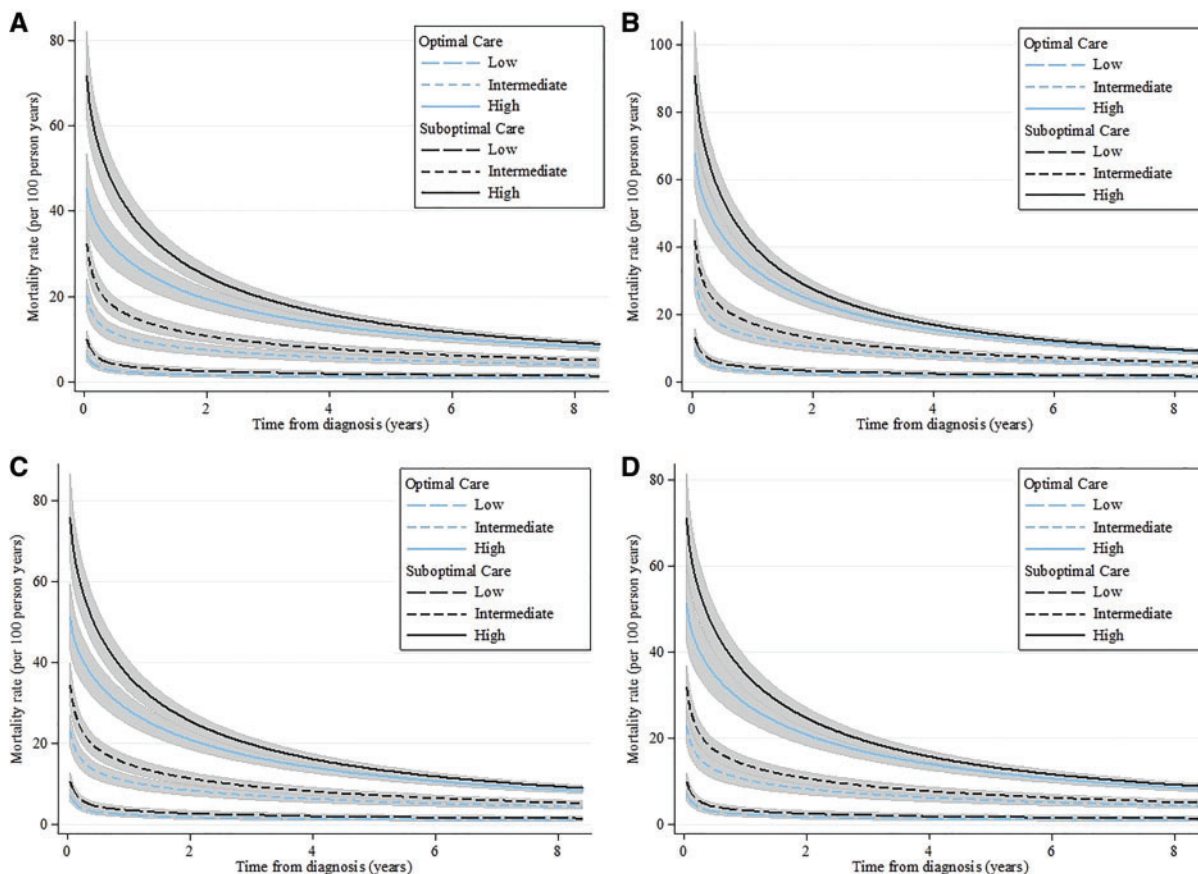 A
Mortality rate (per 100 person years)
80
60
40
20
0
0 2 4 6 8
Time from diagnosis (years)
Optimal Care
Low
Intermediate
High
Suboptimal Care
Low
Intermediate
High
B
Mortality rate (per 100 person years)
100
80
60
40
20
0
0 2 4 6 8
Time from diagnosis (years)
Optimal Care
Low
Intermediate
High
Suboptimal Care
Low
Intermediate
High
C
Mortality rate (per 100 person years)
80
60
40
20
0
0 2 4 6 8
Time from diagnosis (years)
Optimal Care
Low
Intermediate
High
Suboptimal Care
Low
Intermediate
High
D
Mortality rate (per 100 person years)
80
60
40
20
0
0 2 4 6 8
Time from diagnosis (years)
Optimal Care
Low
Intermediate
High
Suboptimal Care
Low
Intermediate
High